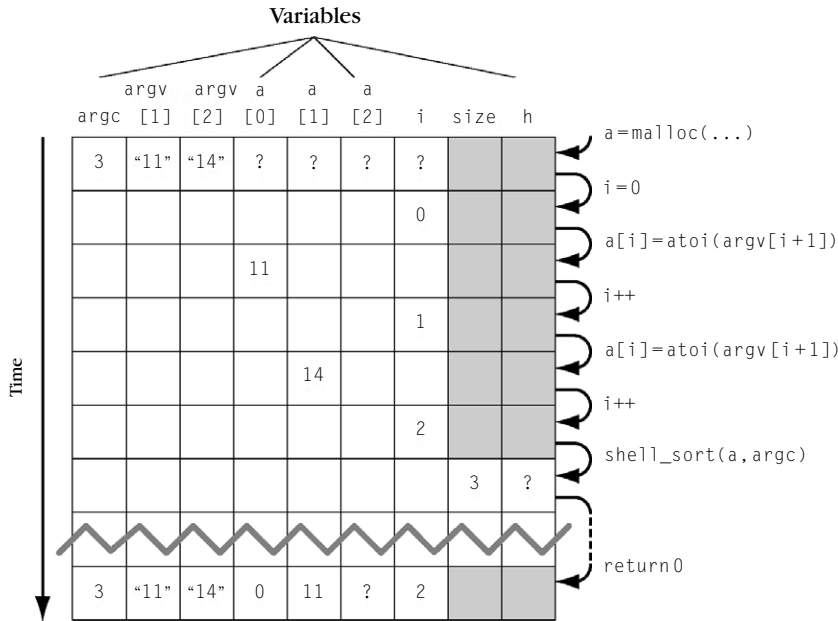 Variables
argv argv a a a
argc [1] [2] [0] [1] [2] i size h
a=malloc(...)
3 “11” “14” ? ? ? ?
i=0
0
a[i]=atoi(argv[i+1])
11
i++
1
a[i]=atoi(argv[i+1])
14
Time
i++
2
shell_sort(a,argc)
3 ?
return 0
3 “11” “14” 0 11 ? 2